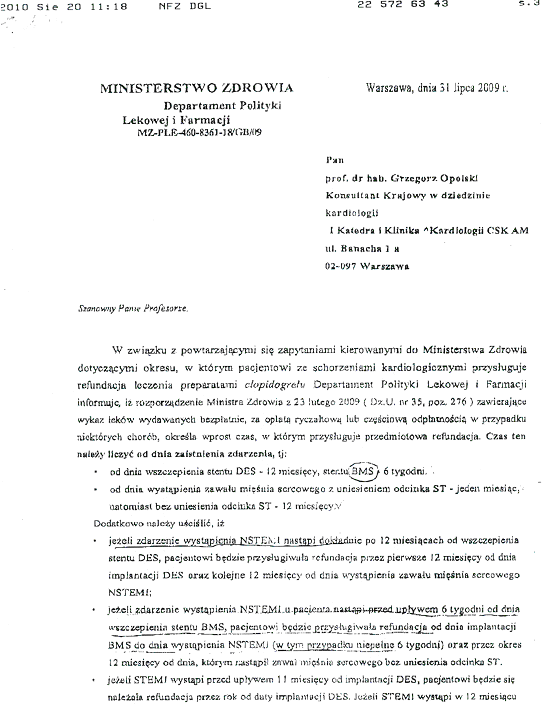 2010 Sie 20 11:18 NFZ DGL 22 572 63 43 s.3
MINISTERSTWO ZDROWIA
Departament Polityki
Lekowej i Farmacji
MZ-PLE-460-8361-18/GB/09
Warszawa, dnia 31 lipca 2009 r.
Pan
prof. dr hab. Grzegorz Opolski
Konsultant Krajowy w dziedzinie
kardiologii
I Katedra i Klinika ^Kardiologii CSK AM
ul. Banacha 1 a
02-097 Warszawa
Szanowny Panie Profesorze,
W związku z powtarzającymi się zapytaniami kierowanymi do Ministerstwa Zdrowia
dotyczącymi okresu, w którym pacjentowi ze schorzeniami kardiologicznymi przysługuje
refundacja leczenia preparatami clopidogrelu Departament Polityki Lekowej i Farmacji
informuje, iż rozporządzenie Ministra Zdrowia z 23 lutego 2009 ( Dz.U. nr 35, poz. 276 ) zawierające
wykaz leków wydawanych bezpłatnie, za opłatą ryczałtową lub częściową odpłatnością w przypadku
niektórych chorób, określa wprost czas, w którym przysługuje przedmiotowa refundacja. Czas ten
należy liczyć od dnia zaistnienia zdarzenia, tj:
• od dnia wszczepienia stentu DES - 12 miesięcy, stentu BMS - 6 tygodni.
• od dnia wystąpienia zawału mięśnia sercowego z uniesieniem odcinka ST - jeden miesiąc,
natomiast bez uniesienia odcinka ST - 12 miesięcy.
Dodatkowo należy uściślić, iż
• jeżeli zdarzenie wystąpienia NSTEMI nastąpi dokładnie po 12 miesiącach od wszczepienia
stentu DES, pacjentowi będzie przysługiwała refundacja przez pierwsze 12 miesięcy od dnia
implantacji DES oraz kolejne 12 miesięcy od dnia wystąpienia zawału mięśnia sercowego
NSTEMI;
• jeżeli zdarzenie wystąpienia NSTEMI u pacjenta nastąpi przed upływem 6 tygodni od dnia
wszczepienia stentu BMS, pacjentowi będzie przysługiwała refundacja od dnia implantacji
BMS do dnia wystąpienia NSTEMI (w tym przypadku niepełne 6 tygodni) oraz przez okres
12 miesięcy od dnia, którym nastąpił zawał mięśnia sercowego bez uniesienia odcinka ST.
• jeżeli STEMI wystąpi przed upływem 11 miesięcy od implantacji DES, pacjentowi będzie się
należała refundacja przez rok od daty implantacji DES. Jeżeli STEMI wystąpi w 12 miesiącu